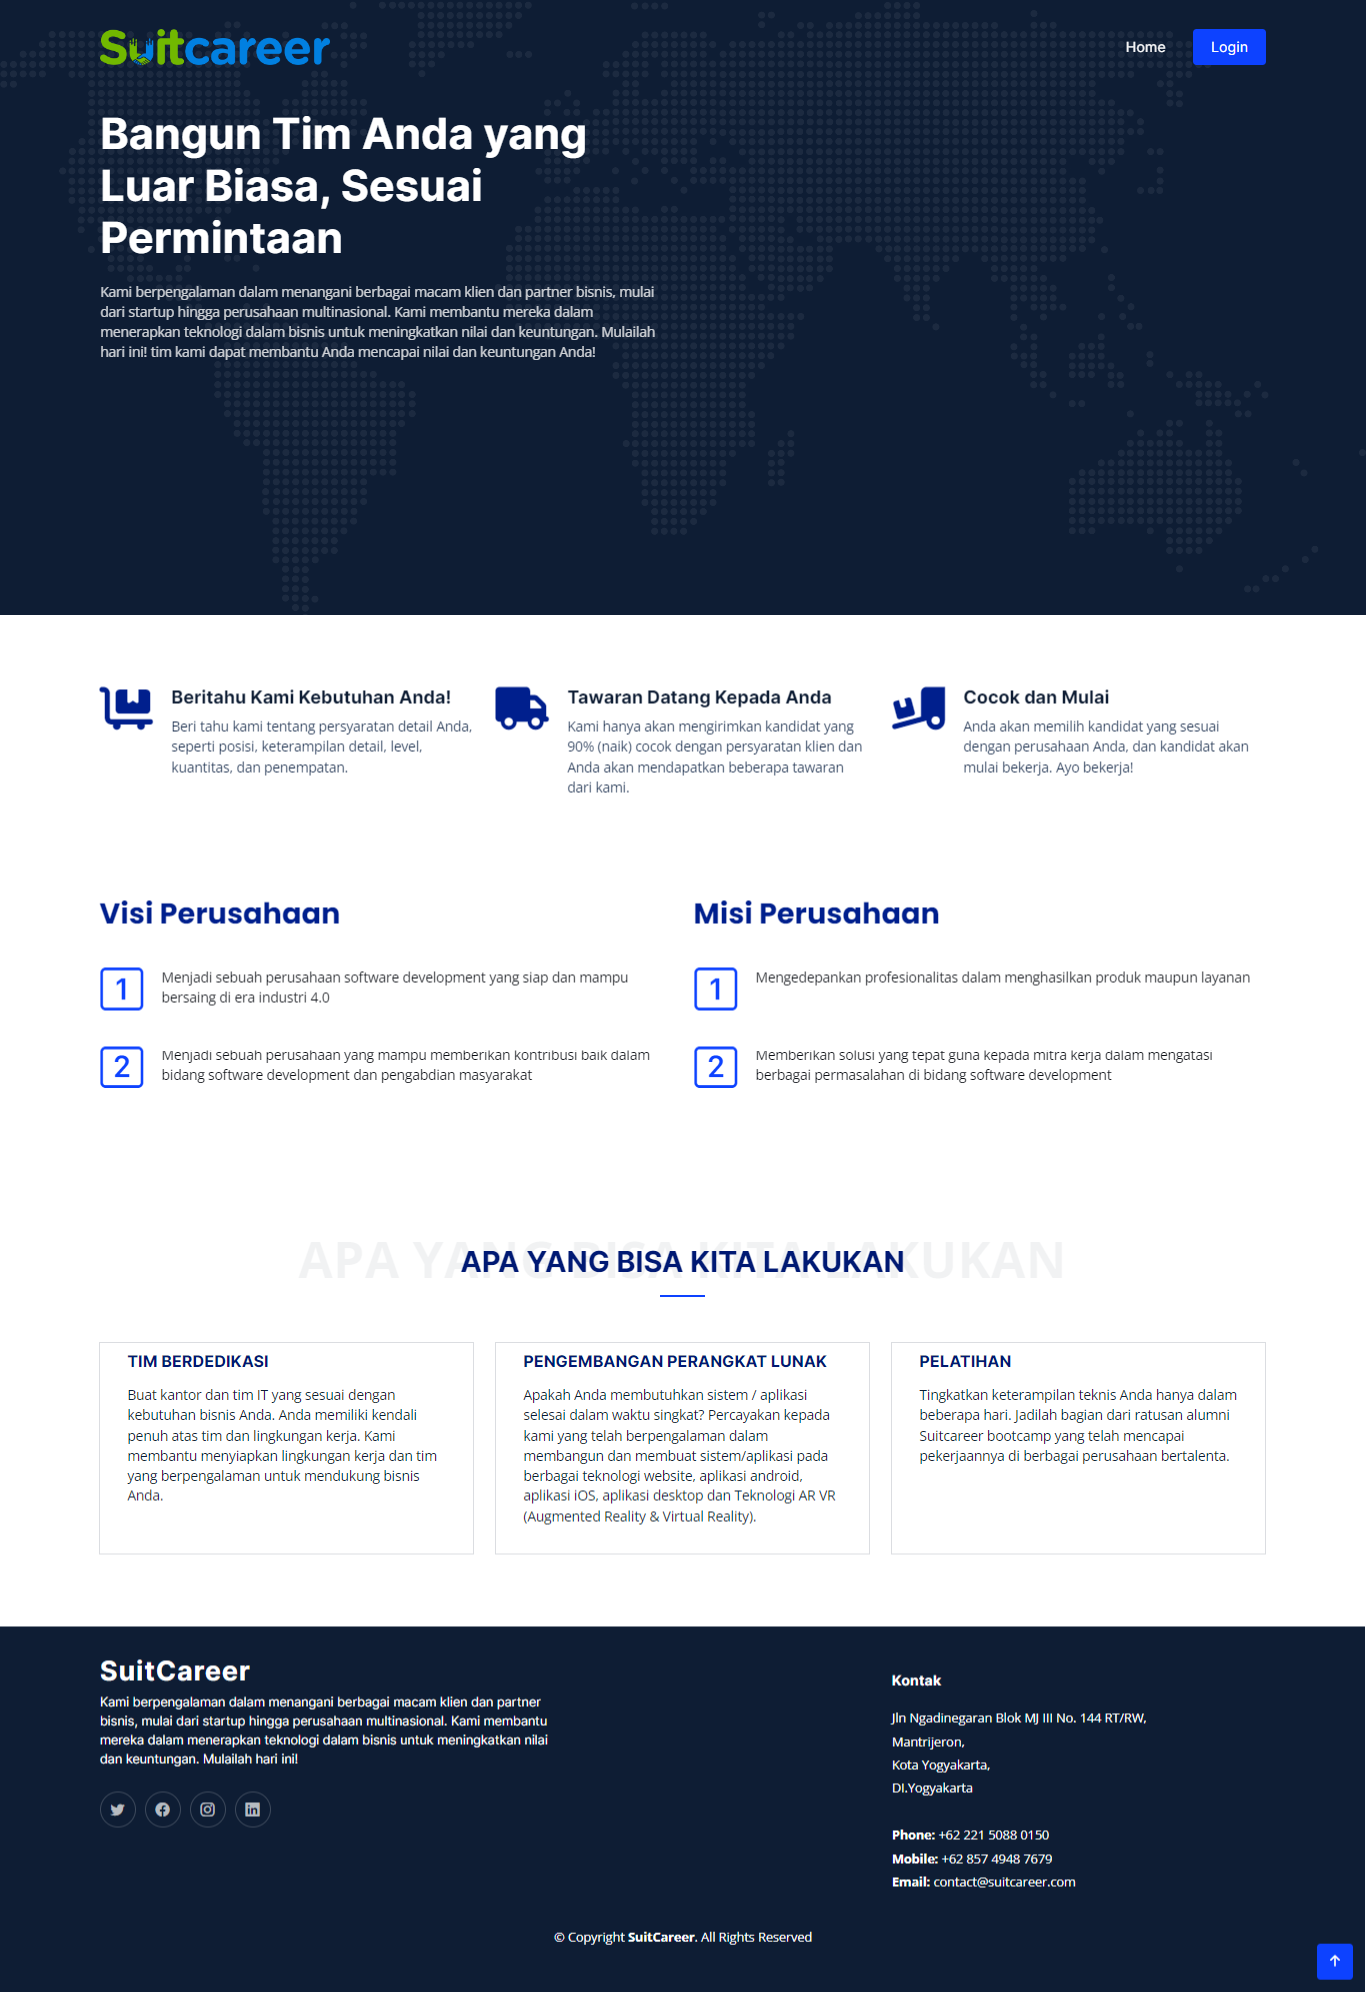 Suitcareer
Home
Login
Bangun Tim Anda yang
Luar Biasa, Sesuai
Permintaan
Kami berpengalaman dalam menangani berbagai macam klien dan partner bisnis, mulai
dari startup hingga perusahaan multinasional. Kami membantu mereka dalam
menerapkan teknologi dalam bisnis untuk meningkatkan nilai dan keuntungan. Mulailah
hari ini! tim kami dapat membantu Anda mencapai nilai dan keuntungan Anda!
Beritahu Kami Kebutuhan Anda!
Beri tahu kami tentang persyaratan detail Anda,
seperti posisi, keterampilan detail, level,
kuantitas, dan penempatan.
Tawaran Datang Kepada Anda
Kami hanya akan mengirimkan kandidat yang
90% (naik) cocok dengan persyaratan klien dan
Anda akan mendapatkan beberapa tawaran
dari kami.
Cocok dan Mulai
Anda akan memilih kandidat yang sesuai
dengan perusahaan Anda, dan kandidat akan
mulai bekerja. Ayo bekerja!
Visi Perusahaan
1
Menjadi sebuah perusahaan software development yang siap dan mampu
bersaing di era industri 4.0
2
Menjadi sebuah perusahaan yang mampu memberikan kontribusi baik dalam
bidang software development dan pengabdian masyarakat
Misi Perusahaan
1
Mengedepankan profesionalitas dalam menghasilkan produk maupun layanan
2
Memberikan solusi yang tepat guna kepada mitra kerja dalam mengatasi
berbagai permasalahan di bidang software development
APA YANG BISA KITA LAKUKAN
APA YANG BISA KITA LAKUKAN
TIM BERDEDIKASI
Buat kantor dan tim IT yang sesuai dengan
kebutuhan bisnis Anda. Anda memiliki kendali
penuh atas tim dan lingkungan kerja. Kami
membantu menyiapkan lingkungan kerja dan tim
yang berpengalaman untuk mendukung bisnis
Anda.
PENGEMBANGAN PERANGKAT LUNAK
Apakah Anda membutuhkan sistem / aplikasi
selesai dalam waktu singkat? Percayakan kepada
kami yang telah berpengalaman dalam
membangun dan membuat sistem/aplikasi pada
berbagai teknologi website, aplikasi android,
aplikasi iOS, aplikasi desktop dan Teknologi AR VR
(Augmented Reality & Virtual Reality).
PELATIHAN
Tingkatkan keterampilan teknis Anda hanya dalam
beberapa hari. Jadilah bagian dari ratusan alumni
Suitcareer bootcamp yang telah mencapai
pekerjaannya di berbagai perusahaan bertalenta.
SuitCareer
Kami berpengalaman dalam menangani berbagai macam klien dan partner
bisnis, mulai dari startup hingga perusahaan multinasional. Kami membantu
mereka dalam menerapkan teknologi dalam bisnis untuk meningkatkan nilai
dan keuntungan. Mulailah hari ini!
Kontak
Jln Ngadinegaran Blok MJ III No. 144 RT/RW,
Mantrijeron,
Kota Yogyakarta,
DI.Yogyakarta
Phone: +62 221 5088 0150
Mobile: +62 857 4948 7679
Email: contact@suitcareer.com
© Copyright SuitCareer. All Rights Reserved